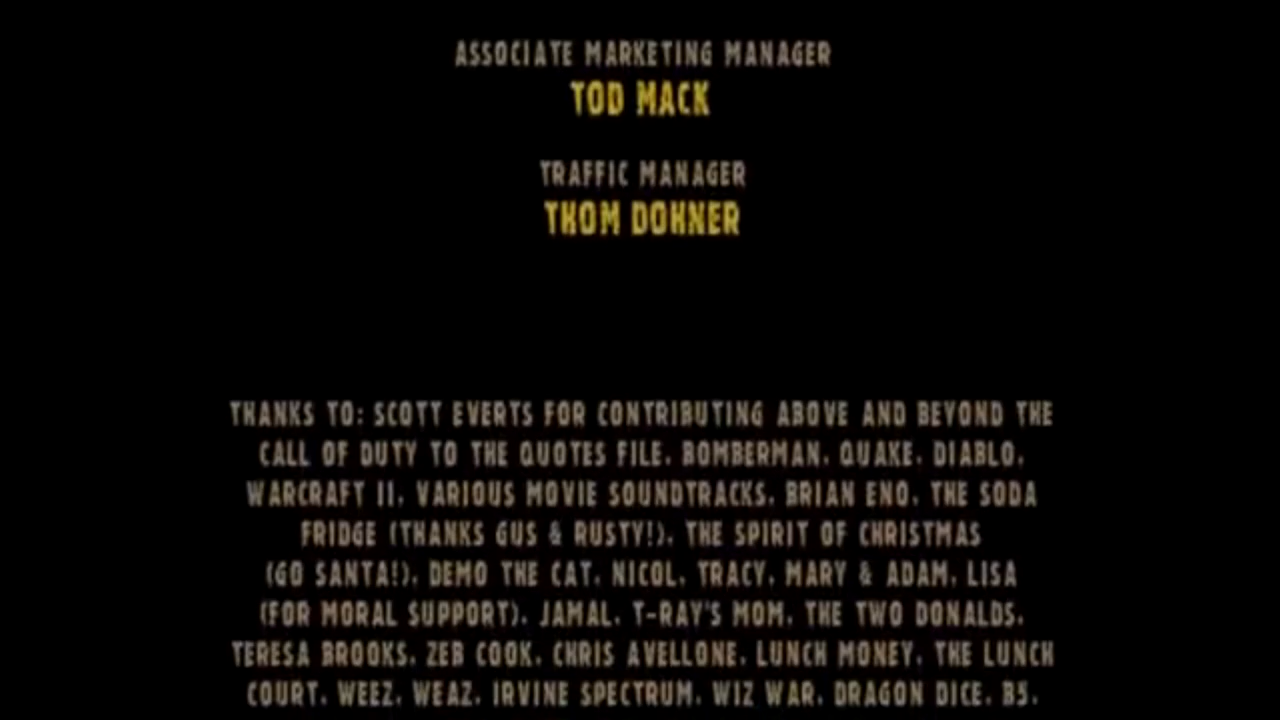 ASSOCIATE MARKETING MANAGER
TOD MACK
TRAFFIC MANAGER
THOM DOHNER
THANKS TO: SCOTT EVERTS FOR CONTRIBUTING ABOVE AND BEYOND THE
CALL OF DUTY TO THE QUOTES FILE, BOMBERMAN, QUAKE, DIABLO,
WARCRAFT II, VARIOUS MOVIE SOUNDTRACKS, BRIAN ENO, THE SODA
FRIDGE (THANKS GUS & RUSTY!), THE SPIRIT OF CHRISTMAS
(GO SANTA!), DEMO THE CAT, NICOL, TRACY, MARY & ADAM, LISA
(FOR MORAL SUPPORT), JAMAL, T-RAY'S MOM, THE TWO DONALDS,
TERESA BROOKS, ZEB COOK, CHRIS AVELLONE, LUNCH MONEY, THE LUNCH
COURT, WEEZ, WEAZ, IRVINE SPECTRUM, WIZ WAR, DRAGON DICE, B5,